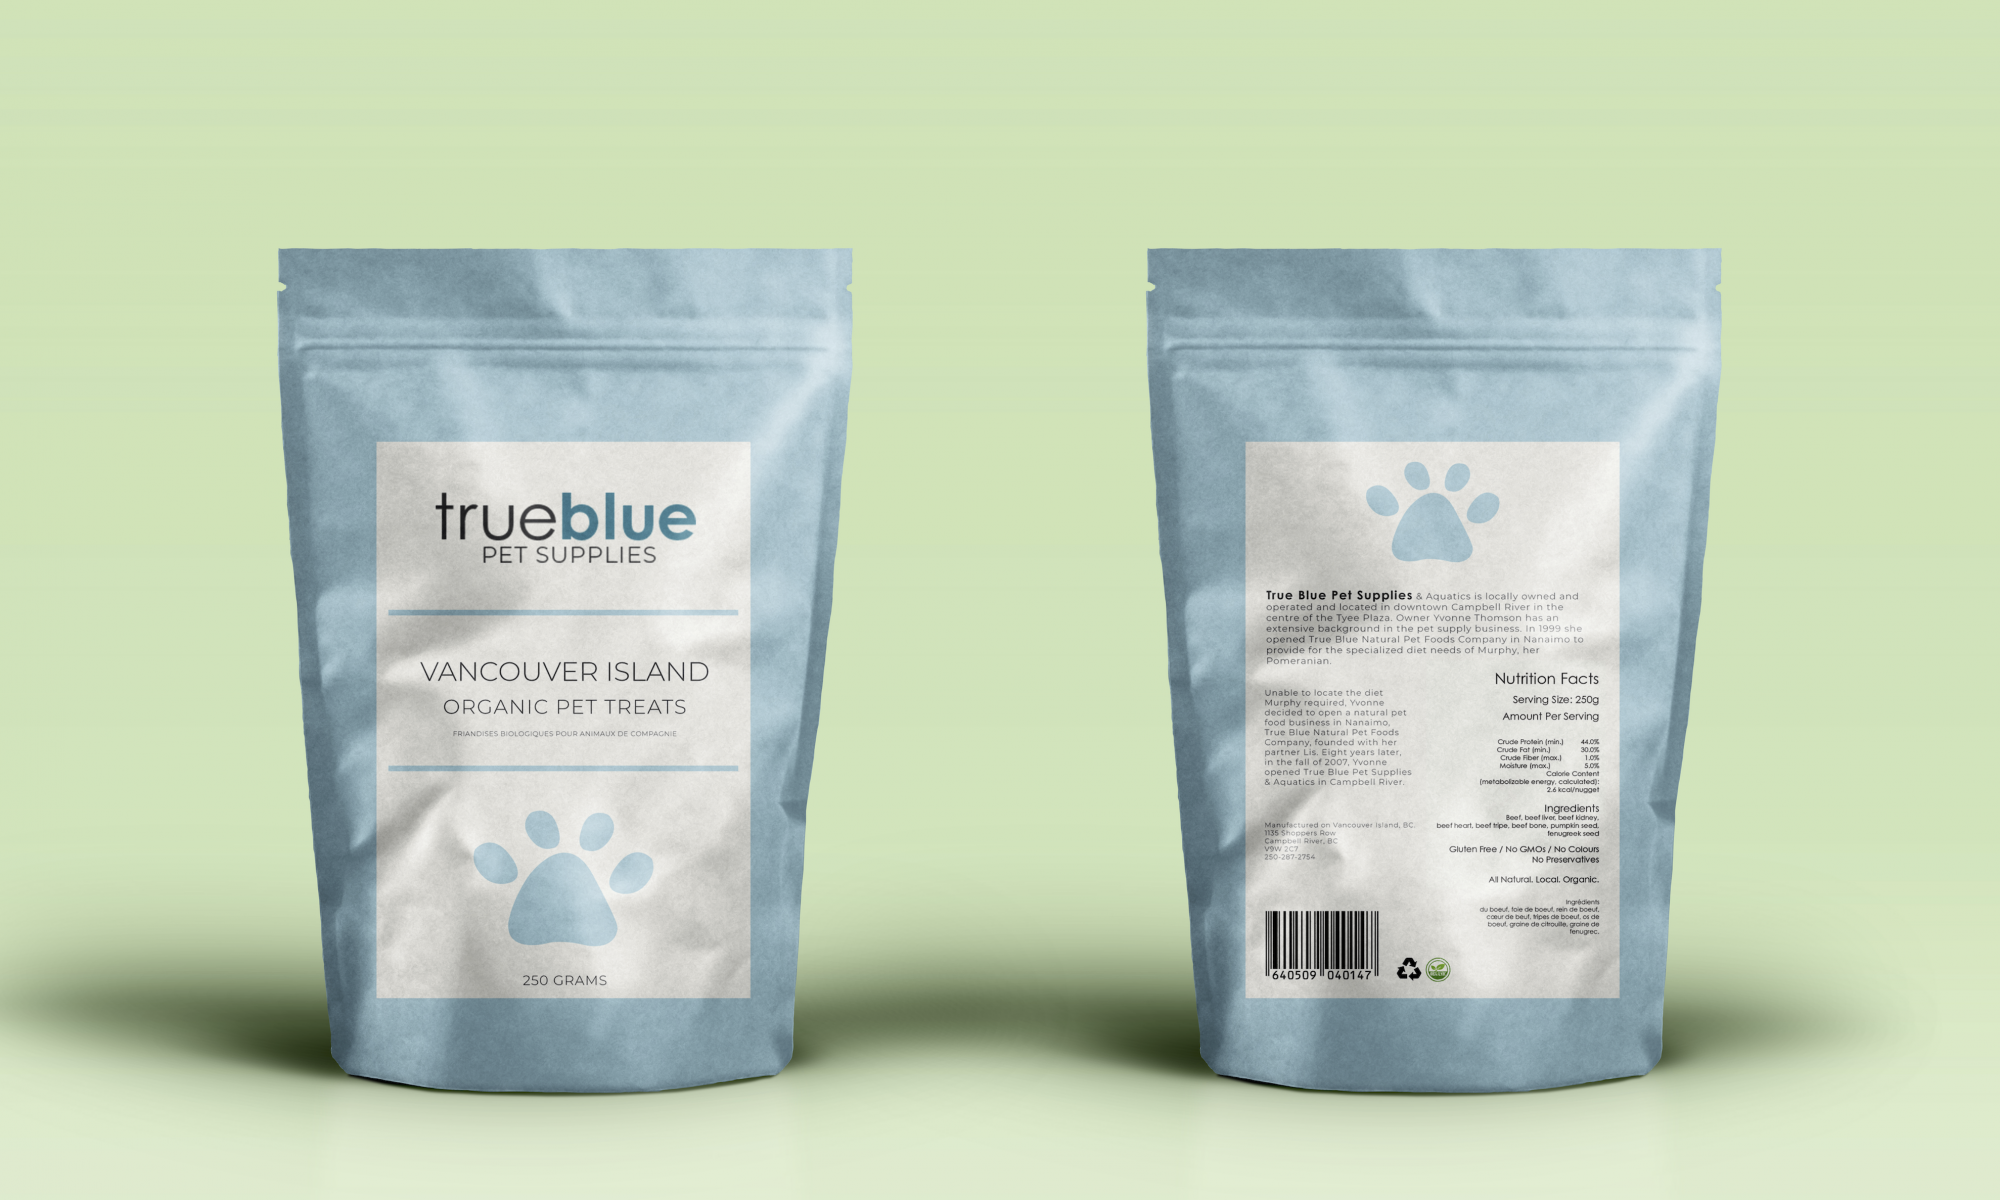 trueblue
PET SUPPLIES
VANCOUVER ISLAND
ORGANIC PET TREATS
FRIANDISES BIOLOGIQUES POUR ANIMAUX DE COMPAGNIE
250 GRAMS
True Blue Pet Supplies & Aquatics is locally owned and
operated and located in downtown Campbell River in the
centre of the Tyee Plaza. Owner Yvonne Thomson has an
extensive background in the pet supply business. In 1999 she
opened True Blue Natural Pet Foods Company in Nanaimo to
provide for the specialized diet needs of Murphy, her
Pomeranian.
Unable to locate the diet
Murphy required, Yvonne
decided to open a natural pet
food business in Nanaimo,
True Blue Natural Pet Foods
Company, founded with her
partner Lis. Eight years later,
in the fall of 2007, Yvonne
opened True Blue Pet Supplies
& Aquatics in Campbell River.
Manufactured on Vancouver Island, BC.
1135 Shoppers Row
Campbell River, BC
V9W 2C7
250-287-2754
640509 040147
Nutrition Facts
Serving Size: 250g
Amount Per Serving
Crude Protein (min.) 44.0%
Crude Fat (min.) 30.0%
Crude Fiber (max.) 1.0%
Moisture (max.) 5.0%
Calorie Content
(metabolizable energy, calculated):
2.6 kcal/nugget
Ingredients
Beef, beef liver, beef kidney,
beef heart, beef tripe, beef bone, pumpkin seed,
fenugreek seed
Gluten Free / No GMOs / No Colours
No Preservatives
All Natural. Local. Organic.
Ingrédients
du boeuf, foie de boeuf, rein de boeuf,
cœur de beuf, tripes de boeuf, os de
boeuf, graine de citrouille, graine de
fenugrec.